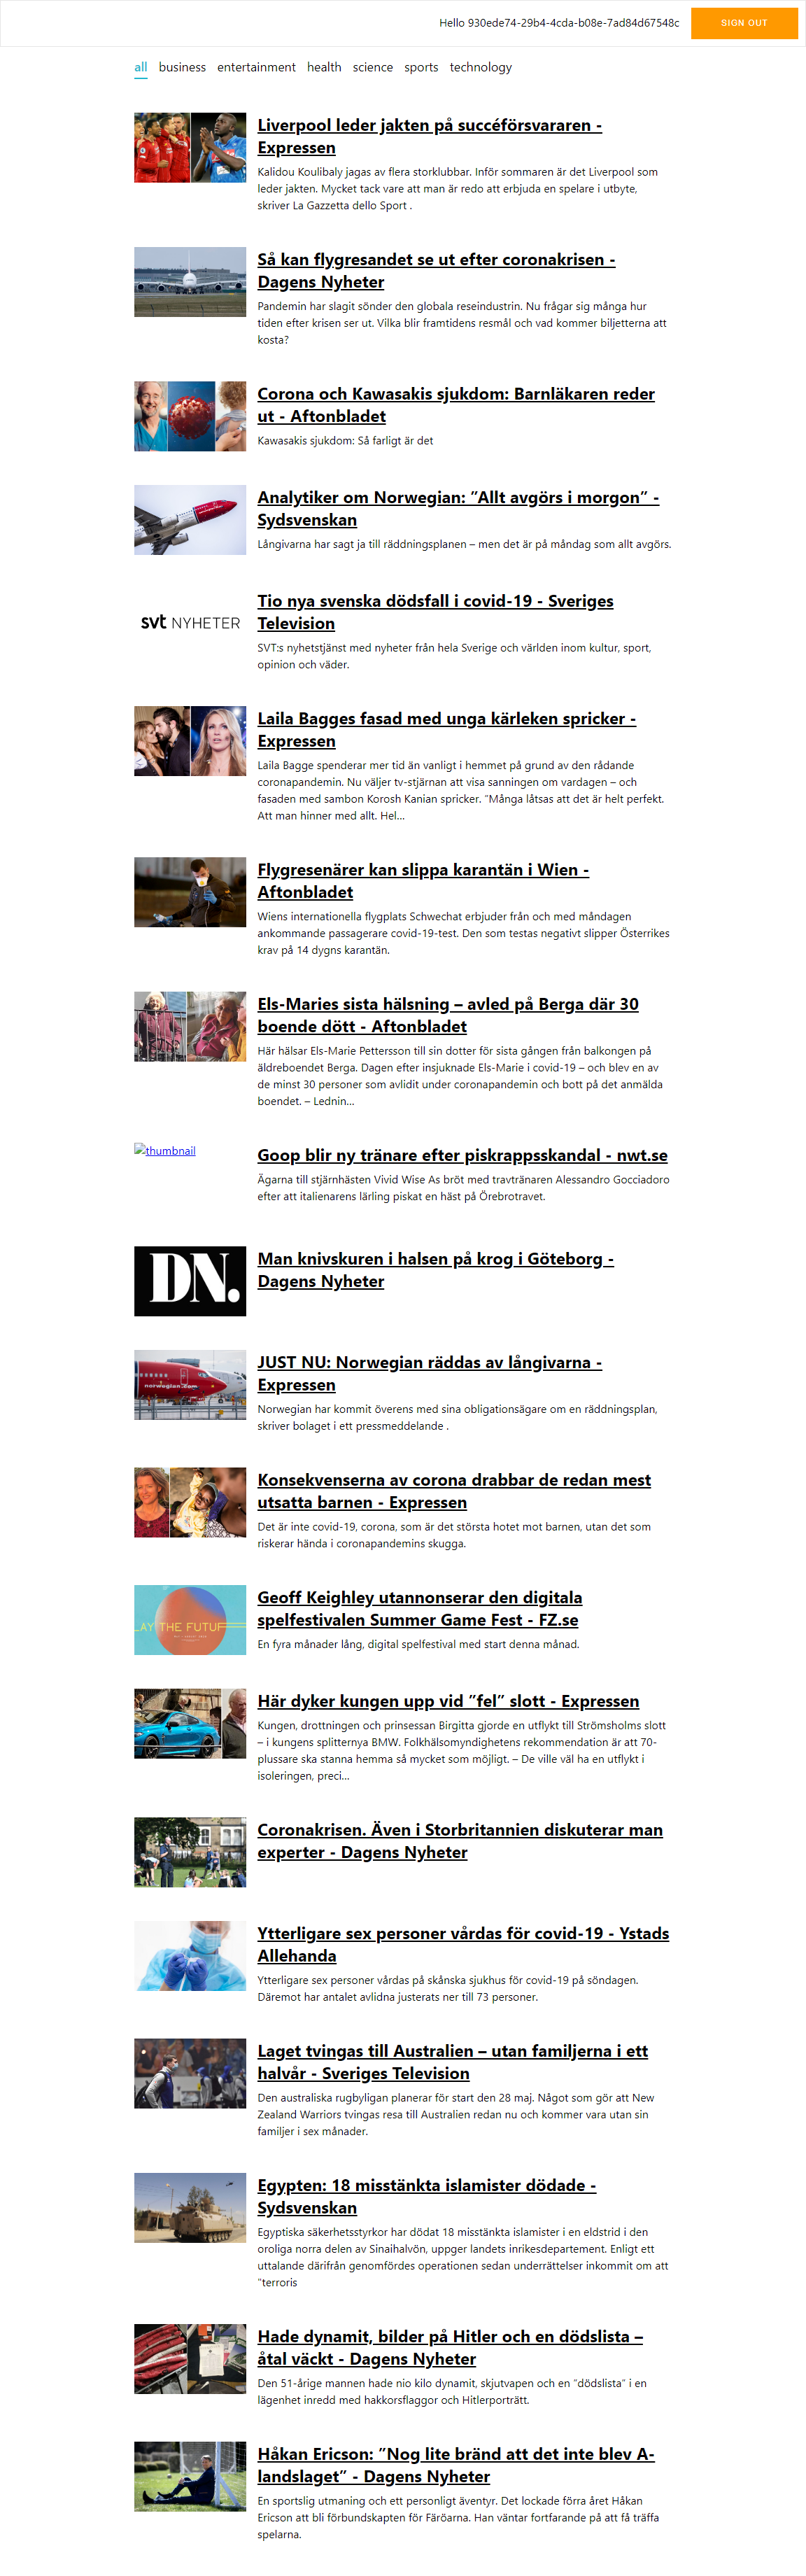 Hello 930ede74-29b4-4cda-b08e-7ad84d67548c SIGN OUT
all business entertainment health science sports technology
Liverpool leder jakten på succéförsvararen -
Expressen
Kalidou Koulibaly jagas av flera storklubbar. Inför sommaren är det Liverpool som
leder jakten. Mycket tack vare att man är redo att erbjuda en spelare i utbyte,
skriver La Gazzetta dello Sport .
Så kan flygresandet se ut efter coronakrisen -
Dagens Nyheter
Pandemin har slagit sönder den globala reseindustrin. Nu frågar sig många hur
tiden efter krisen ser ut. Vilka blir framtidens resmål och vad kommer biljetterna att
kosta?
Corona och Kawasakis sjukdom: Barnläkaren reder
ut - Aftonbladet
Kawasakis sjukdom: Så farligt är det
Analytiker om Norwegian: ”Allt avgörs i morgon” -
Sydsvenskan
Långivarna har sagt ja till räddningsplanen – men det är på måndag som allt avgörs.
svt NYHETER
Tio nya svenska dödsfall i covid-19 - Sveriges
Television
SVT:s nyhetstjänst med nyheter från hela Sverige och världen inom kultur, sport,
opinion och väder.
Laila Bagges fasad med unga kärleken spricker -
Expressen
Laila Bagge spenderar mer tid än vanligt i hemmet på grund av den rådande
coronapandemin. Nu väljer tv-stjärnan att visa sanningen om vardagen – och
fasaden med sambon Korosh Kanian spricker. ”Många låtsas att det är helt perfekt.
Att man hinner med allt. Hel…
Flygresenärer kan slippa karantän i Wien -
Aftonbladet
Wiens internationella flygplats Schwechat erbjuder från och med måndagen
ankommande passagerare covid-19-test. Den som testas negativt slipper Österrikes
krav på 14 dygns karantän.
Els-Maries sista hälsning – avled på Berga där 30
boende dött - Aftonbladet
Här hälsar Els-Marie Pettersson till sin dotter för sista gången från balkongen på
äldreboendet Berga. Dagen efter insjuknade Els-Marie i covid-19 – och blev en av
de minst 30 personer som avlidit under coronapandemin och bott på det anmälda
boendet. – Lednin…
thumbnail
Goop blir ny tränare efter piskrappsskandal - nwt.se
Ägarna till stjärnhästen Vivid Wise As bröt med travtränaren Alessandro Gocciadoro
efter att italienarens lärling piskat en häst på Örebrotravet.
DN.
Man knivskuren i halsen på krog i Göteborg -
Dagens Nyheter
norwegian.com
JUST NU: Norwegian räddas av långivarna -
Expressen
Norwegian har kommit överens med sina obligationsägare om en räddningsplan,
skriver bolaget i ett pressmeddelande .
Konsekvenserna av corona drabbar de redan mest
utsatta barnen - Expressen
Det är inte covid-19, corona, som är det största hotet mot barnen, utan det som
riskerar hända i coronapandemins skugga.
LAY THE FUTUR
Geoff Keighley utannonserar den digitala
spelfestivalen Summer Game Fest - FZ.se
En fyra månader lång, digital spelfestival med start denna månad.
Här dyker kungen upp vid ”fel” slott - Expressen
Kungen, drottningen och prinsessan Birgitta gjorde en utflykt till Strömsholms slott
– i kungens splitternya BMW. Folkhälsomyndighetens rekommendation är att 70-
plussare ska stanna hemma så mycket som möjligt. – De ville väl ha en utflykt i
isoleringen, preci…
Coronakrisen. Även i Storbritannien diskuterar man
experter - Dagens Nyheter
Ytterligare sex personer vårdas för covid-19 - Ystads
Allehanda
Ytterligare sex personer vårdas på skånska sjukhus för covid-19 på söndagen.
Däremot har antalet avlidna justerats ner till 73 personer.
Laget tvingas till Australien – utan familjerna i ett
halvår - Sveriges Television
Den australiska rugbyligan planerar för start den 28 maj. Något som gör att New
Zealand Warriors tvingas resa till Australien redan nu och kommer vara utan sin
familjer i sex månader.
Egypten: 18 misstänkta islamister dödade -
Sydsvenskan
Egyptiska säkerhetsstyrkor har dödat 18 misstänkta islamister i en eldstrid i den
oroliga norra delen av Sinaihalvön, uppger landets inrikesdepartement. Enligt ett
uttalande därifrån genomfördes operationen sedan underrättelser inkommit om att
”terroris
Hade dynamit, bilder på Hitler och en dödslista –
åtal väckt - Dagens Nyheter
Den 51-årige mannen hade nio kilo dynamit, skjutvapen och en ”dödslista” i en
lägenhet inredd med hakkorsflaggor och Hitlerporträtt.
Håkan Ericson: ”Nog lite bränd att det inte blev A-
landslaget” - Dagens Nyheter
En sportslig utmaning och ett personligt äventyr. Det lockade förra året Håkan
Ericson att bli förbundskapten för Färöarna. Han väntar fortfarande på att få träffa
spelarna.